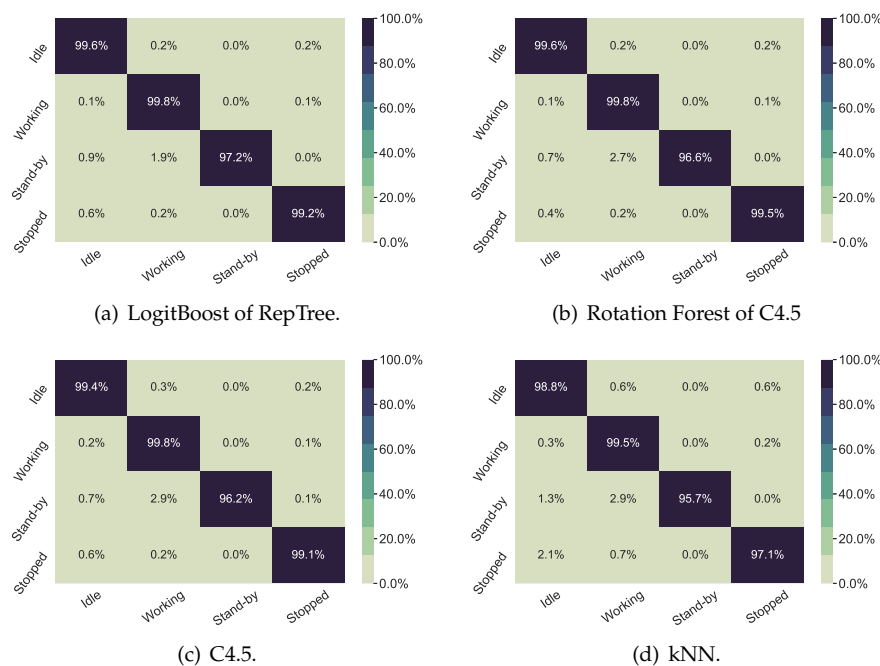 Idle 99.6% 0.2% 0.0% 0.2%
Working 0.1% 99.8% 0.0% 0.1%
Stand-by 0.9% 1.9% 97.2% 0.0%
Stopped 0.6% 0.2% 0.0% 99.2%
Idle Working Stand-by Stopped
100.0%
80.0%
60.0%
40.0%
20.0%
0.0%
(a) LogitBoost of RepTree.
Idle 99.6% 0.2% 0.0% 0.2%
Working 0.1% 99.8% 0.0% 0.1%
Stand-by 0.7% 2.7% 96.6% 0.0%
Stopped 0.4% 0.2% 0.0% 99.5%
Idle Working Stand-by Stopped
100.0%
80.0%
60.0%
40.0%
20.0%
0.0%
(b) Rotation Forest of C4.5
Idle 99.4% 0.3% 0.0% 0.2%
Working 0.2% 99.8% 0.0% 0.1%
Stand-by 0.7% 2.9% 96.2% 0.1%
Stopped 0.6% 0.2% 0.0% 99.1%
Idle Working Stand-by Stopped
100.0%
80.0%
60.0%
40.0%
20.0%
0.0%
(c) C4.5.
Idle 98.8% 0.6% 0.0% 0.6%
Working 0.3% 99.5% 0.0% 0.2%
Stand-by 1.3% 2.9% 95.7% 0.0%
Stopped 2.1% 0.7% 0.0% 97.1%
Idle Working Stand-by Stopped
100.0%
80.0%
60.0%
40.0%
20.0%
0.0%
(d) kNN.